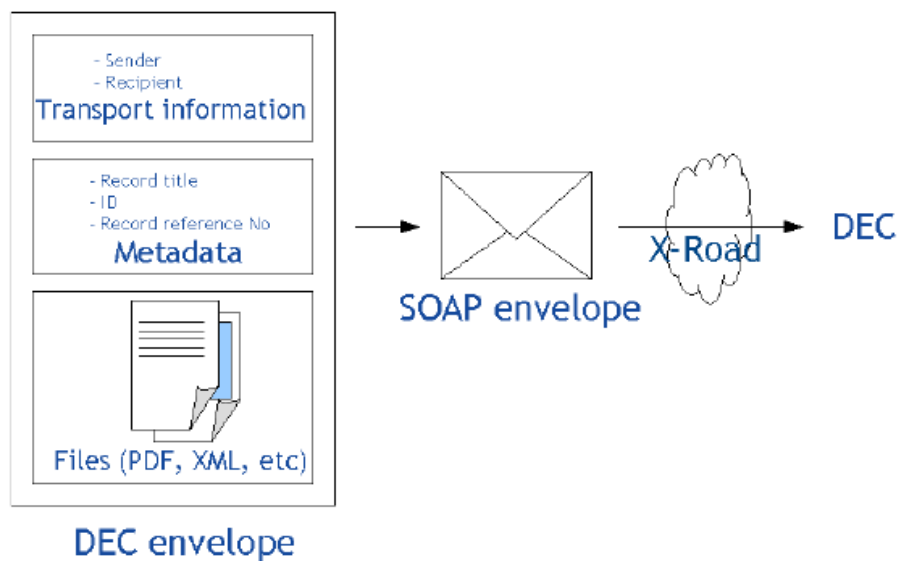 - Sender
- Recipient
Transport information
- Record title
- ID
- Record reference No
Metadata
Files (PDF, XML, etc)
DEC envelope
SOAP envelope
X-Road
DEC